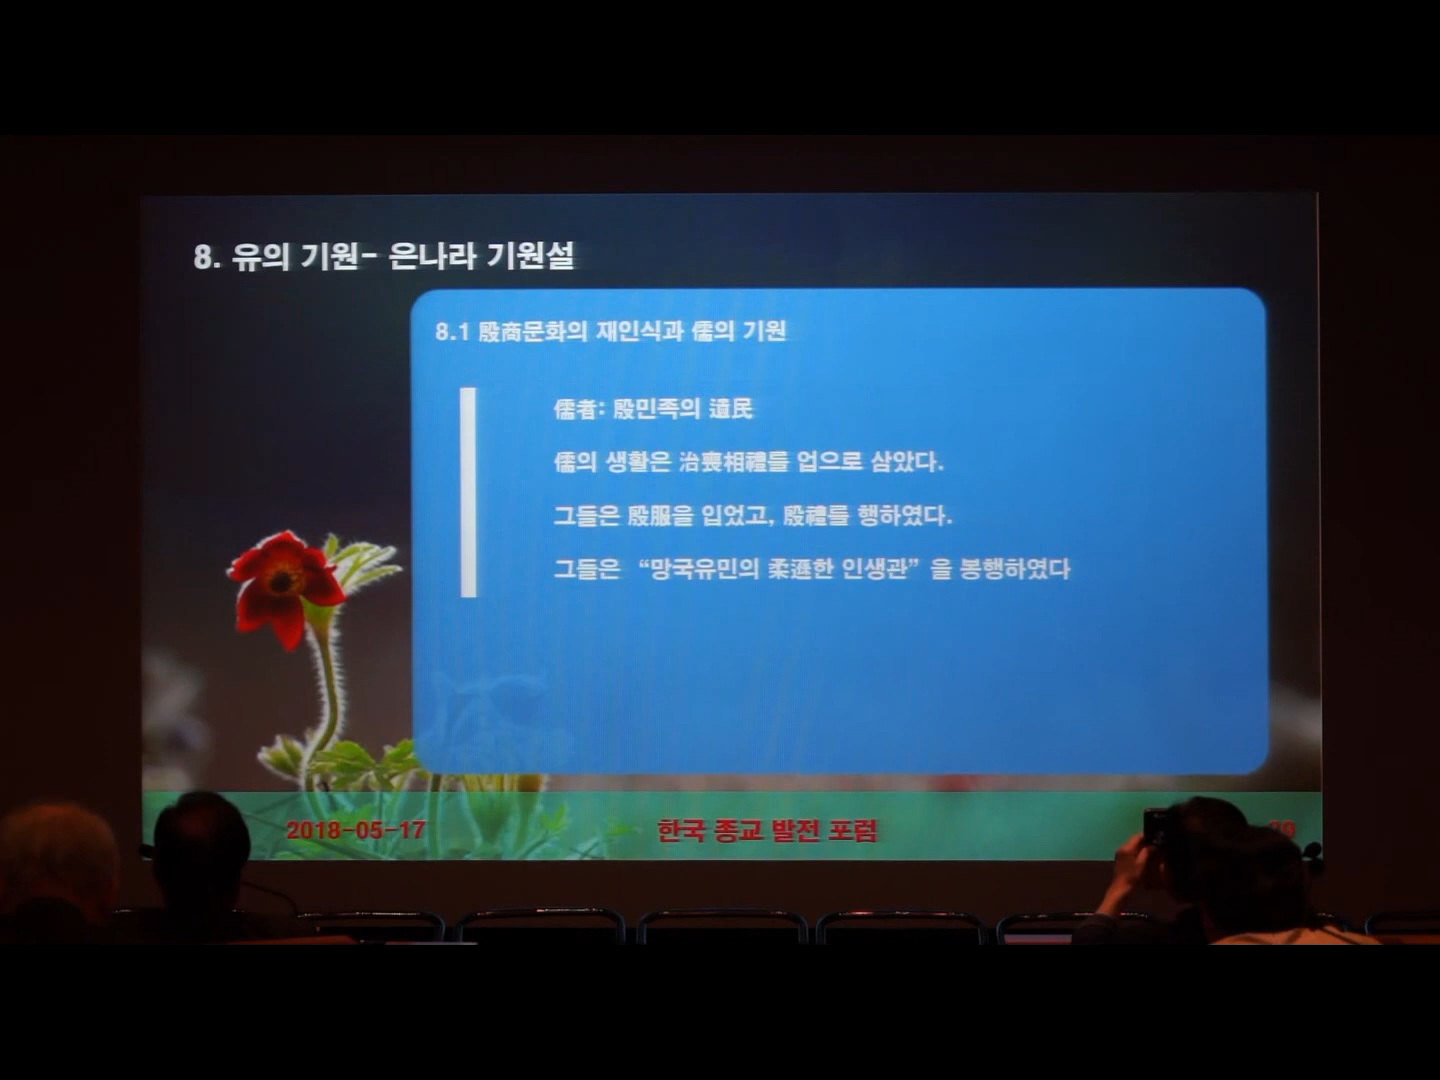 8. 유의 기원- 은나라 기원설
8.1 殷商문화의 재인식과 儒의 기원
儒者: 殷민족의 遺民
儒의 생활은 治喪相禮를 업으로 삼았다.
그들은 殷服을 입었고, 殷禮를 행하였다.
그들은 “망국유민의 柔遜한 인생관” 을 봉행하였다
2018-05-17
한국 종교 발전 포럼